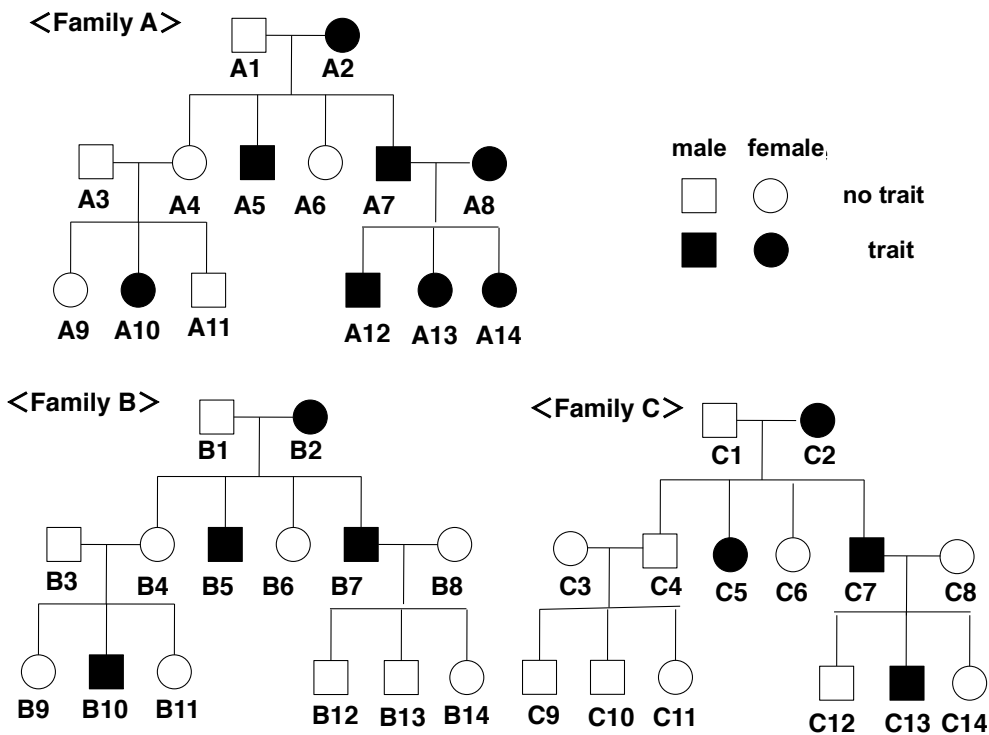 <Family A>
A1 A2
A3 A4 A5 A6 A7 A8
A9 A10 A11 A12 A13 A14
male female
no trait
trait
<Family B>
B1 B2
B3 B4 B5 B6 B7 B8
B9 B10 B11 B12 B13 B14
<Family C>
C1 C2
C3 C4 C5 C6 C7 C8
C9 C10 C11 C12 C13 C14